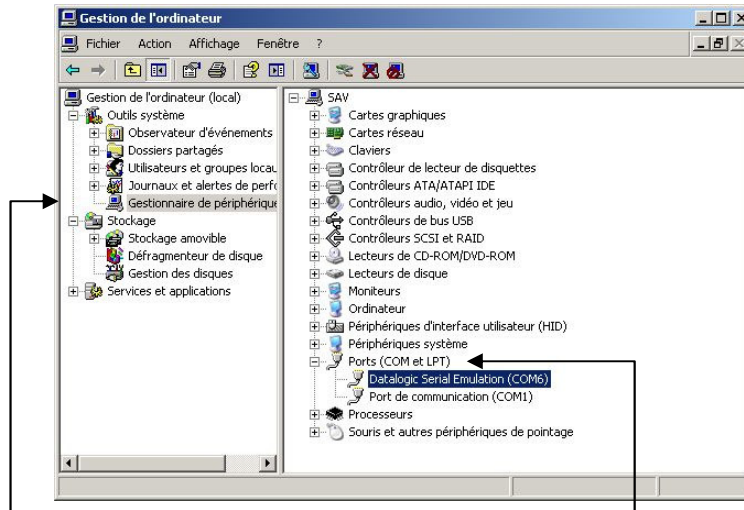 Gestion de l'ordinateur
Fichier Action Affichage Fenêtre ?
Gestion de l'ordinateur (local)
Outils système
Observateur d'événements
Dossiers partagés
Utilisateurs et groupes locau
Journaux et alertes de perfo
Gestionnaire de périphérique
Stockage
Stockage amovible
Défragmenteur de disque
Gestion des disques
Services et applications
SAV
Cartes graphiques
Cartes réseau
Claviers
Contrôleur de lecteur de disquettes
Contrôleurs ATA/ATAPI IDE
Contrôleurs audio, vidéo et jeu
Contrôleurs de bus USB
Contrôleurs SCSI et RAID
Lecteurs de CD-ROM/DVD-ROM
Lecteurs de disque
Moniteurs
Ordinateur
Périphériques d'interface utilisateur (HID)
Périphériques système
Ports (COM et LPT)
Datalogic Serial Emulation (COM6)
Port de communication (COM1)
Processeurs
Souris et autres périphériques de pointage